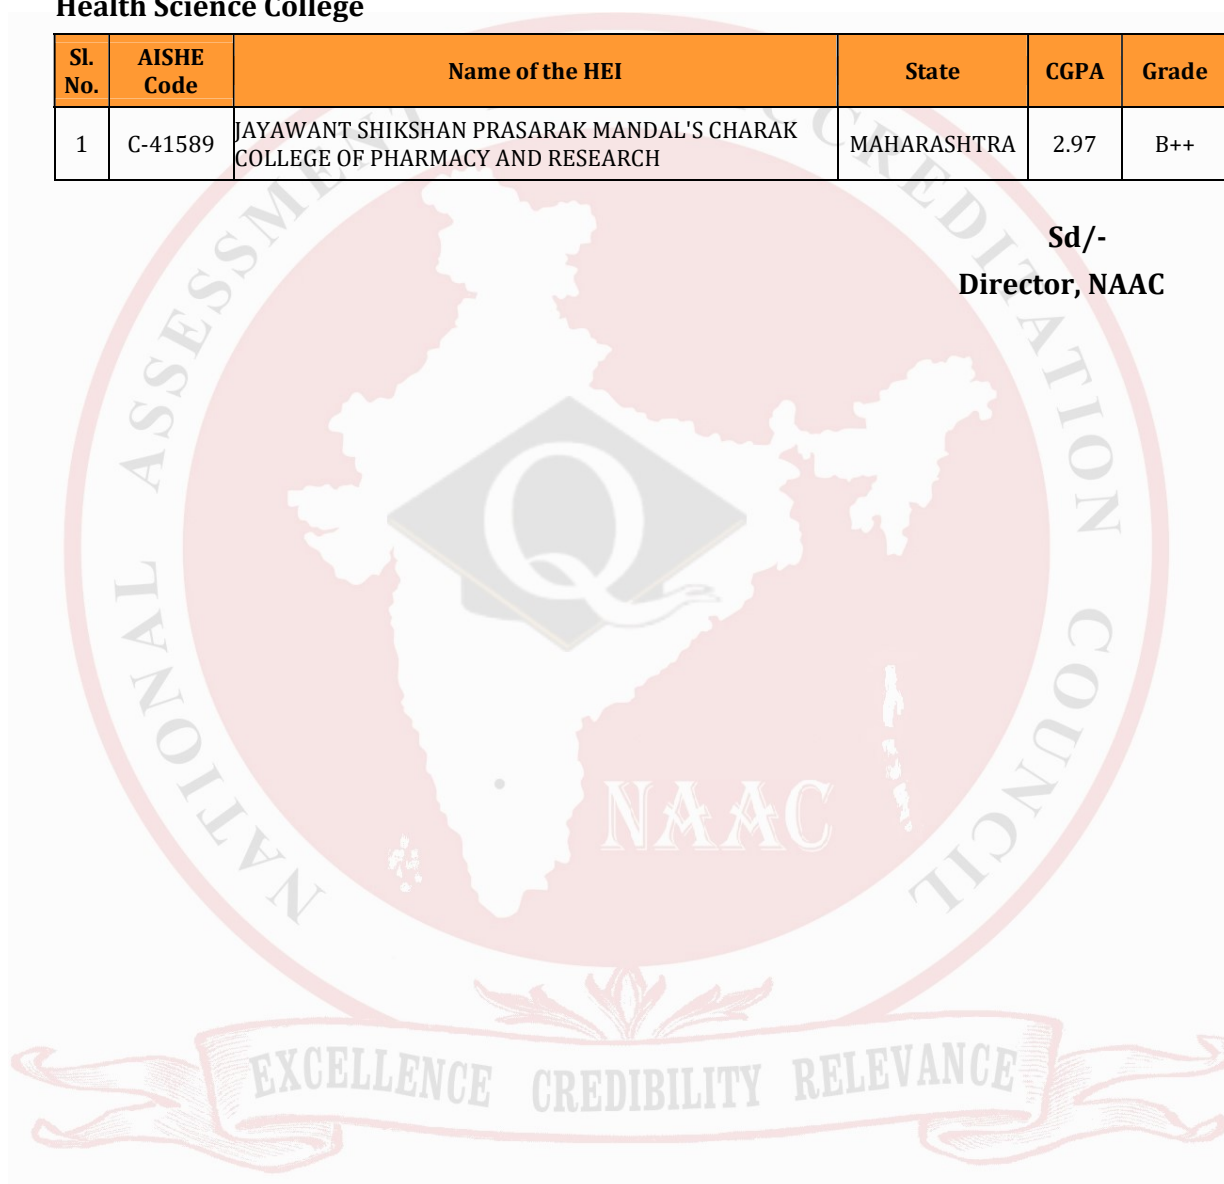 Health Science College
Sl. No. AISHE Code Name of the HEI State CGPA Grade
1 C-41589 JAYAWANT SHIKSHAN PRASARAK MANDAL'S CHARAK COLLEGE OF PHARMACY AND RESEARCH MAHARASHTRA 2.97 B++
Sd/-
Director, NAAC
NATIONAL ASSESSMENT ACCREDITATION COUNCIL
Q
NAAC
EXCELLENCE CREDIBILITY RELEVANCE